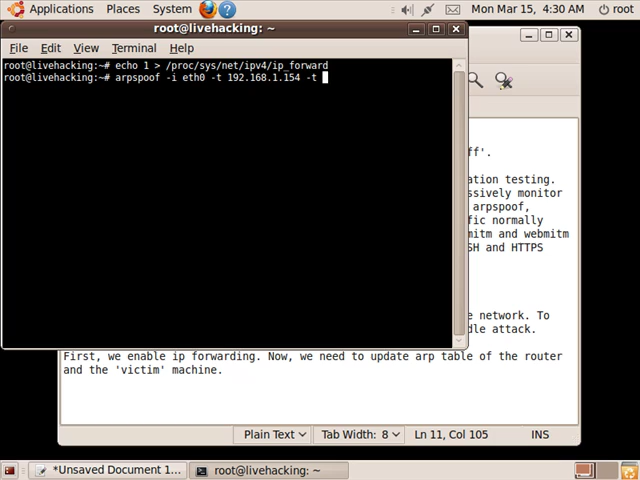 Applications Places System Mon Mar 15, 4:30 AM root
root@livehacking: ~
File Edit View Terminal Help
root@livehacking:~# echo 1 > /proc/sys/net/ipv4/ip_forward
root@livehacking:~# arpspoof -i eth0 -t 192.168.1.154 -t
ff'.
ation testing.
ssively monitor
arpspoof,
fic normally
mitm and webmitm
SH and HTTPS
e network. To
dle attack.
First, we enable ip forwarding. Now, we need to update arp table of the router
and the 'victim' machine.
Plain Text Tab Width: 8 Ln 11, Col 105 INS
*Unsaved Document 1... root@livehacking: ~